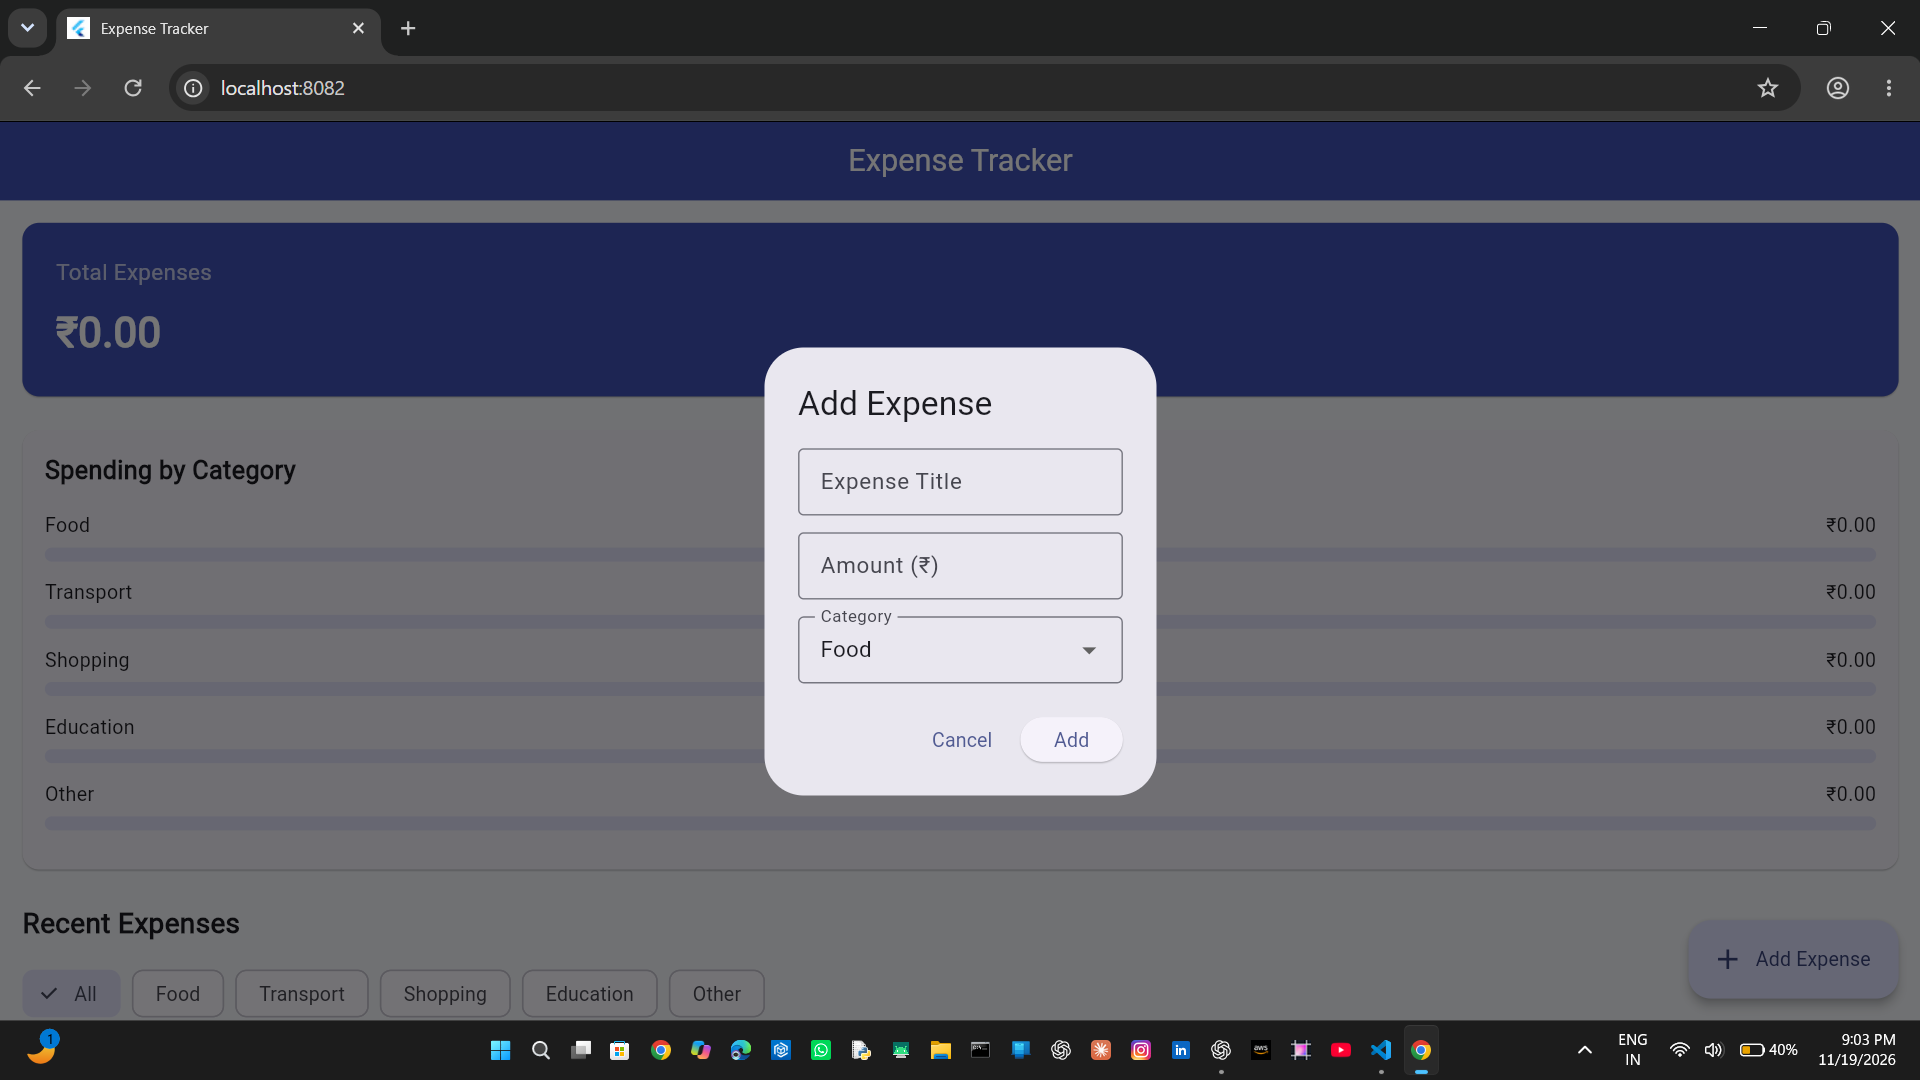 Expense Tracker
localhost:8082
Expense Tracker
Total Expenses
₹0.00
Add Expense
Expense Title
Amount (₹)
Category
Food
Cancel Add
Spending by Category
Food ₹0.00
Transport ₹0.00
Shopping ₹0.00
Education ₹0.00
Other ₹0.00
Recent Expenses
Add Expense
All Food Transport Shopping Education Other
1
aws
ENG
IN
40%
9:03 PM
11/19/2026